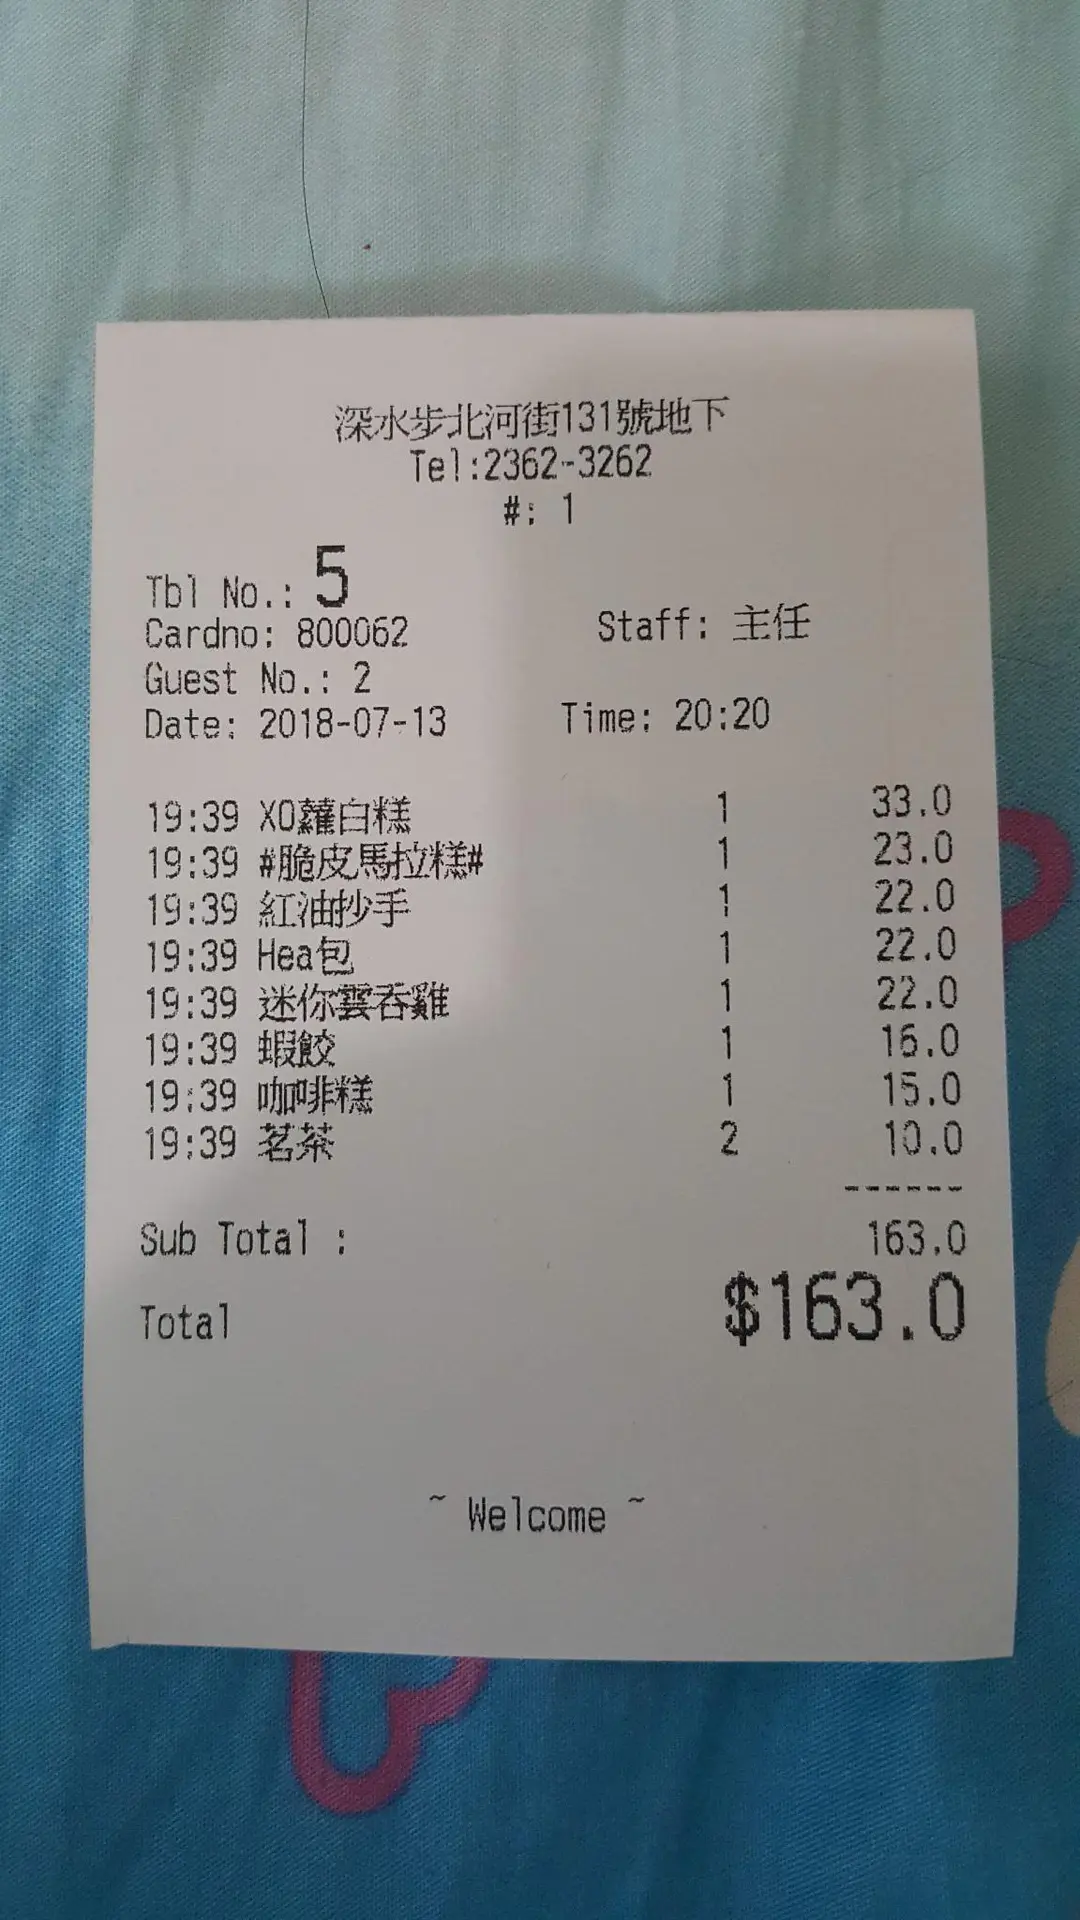 深水步北河街131號地下
Tel:2362-3262
#: 1
Tbl No.: 5
Cardno: 800062 Staff: 主任
Guest No.: 2
Date: 2018-07-13 Time: 20:20
19:39 XO蘿白糕 1 33.0
19:39 #脆皮馬拉糕# 1 23.0
19:39 紅油抄手 1 22.0
19:39 Hea包 1 22.0
19:39 迷你雲吞雞 1 22.0
19:39 蝦餃 1 16.0
19:39 咖啡糕 1 15.0
19:39 茗茶 2 10.0
------
Sub Total : 163.0
Total $163.0
~ Welcome ~